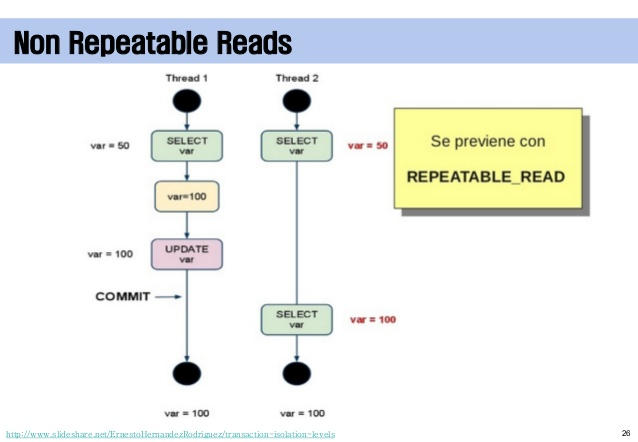 Non Repeatable Reads
Thread 1
Thread 2
var = 50
SELECT
var
SELECT
var
var = 50
Se previene con
REPEATABLE_READ
var=100
var = 100
UPDATE
var
COMMIT
SELECT
var
var = 100
var = 100
var = 100
http://www.slideshare.net/ErnestoHernandezRodriguez/transaction-isolation-levels
26